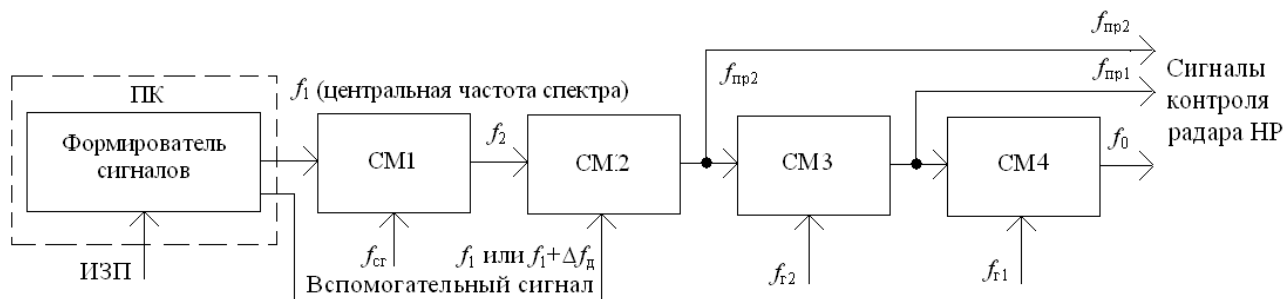 fпр2
fпр2
fпр1
Сигналы
контроля
радара НР
ПК
f1 (центральная частота спектра)
Формирователь
сигналов
СМ1
f2
СМ2
СМ3
СМ4
f0
ИЗП
fсг
f1 или f1+Δfд
Вспомогательный сигнал
fг2
fг1